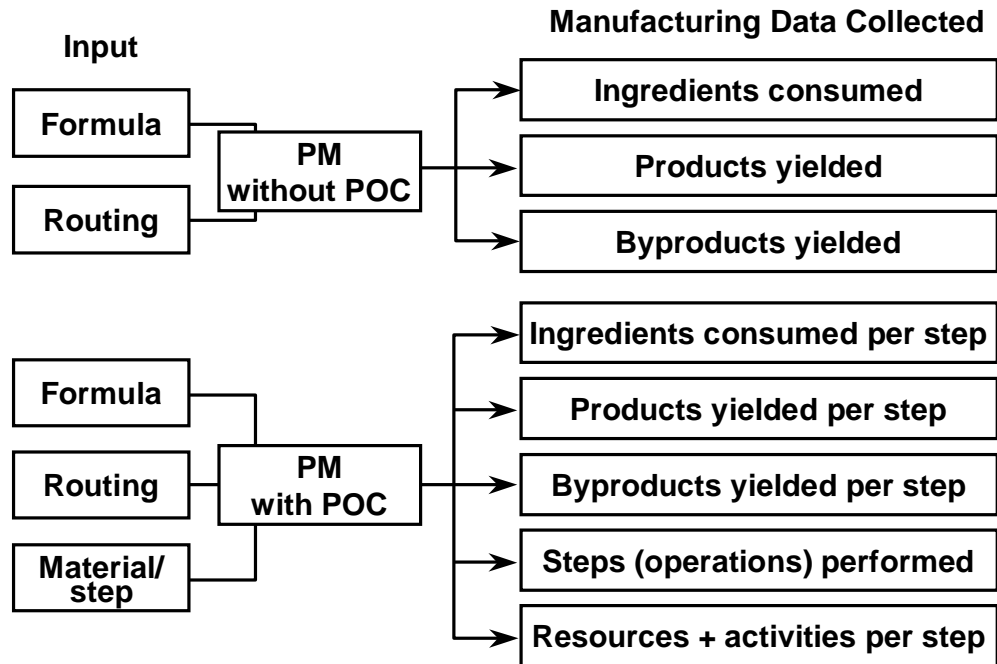 Manufacturing Data Collected
Input
Formula
Routing
PM
without POC
Ingredients consumed
Products yielded
Byproducts yielded
Formula
Routing
Material/
step
PM
with POC
Ingredients consumed per step
Products yielded per step
Byproducts yielded per step
Steps (operations) performed
Resources + activities per step